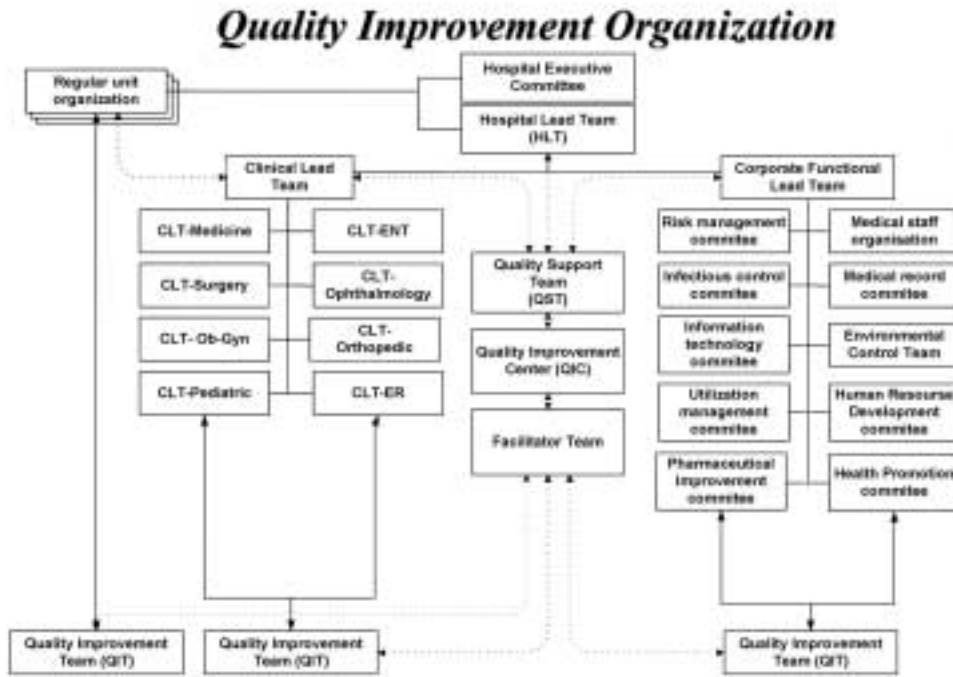 Quality Improvement Organization
Regular unit
organization
Hospital Executive
Committee
Hospital Lead Team
(HLT)
Clinical Lead
Team
Corporate Functional
Lead Team
CLT-Medicine
CLT-ENT
CLT-Surgery
CLT-
Ophthalmology
CLT- Ob-Gyn
CLT-
Orthopedic
CLT-Pediatric
CLT-ER
Quality Support
Team
(QST)
Quality Improvement
Center (QIC)
Facilitator Team
Risk management
commitee
Medical staff
organisation
Infectious control
commitee
Medical record
commitee
Information
technology
commitee
Environmental
Control Team
Utilization
management
commitee
Human Resourse
Development
commitee
Pharmaceutical
improvement
commitee
Health Promotion
commitee
Quality Improvement
Team (QIT)
Quality Improvement
Team (QIT)
Quality Improvement
Team (QIT)